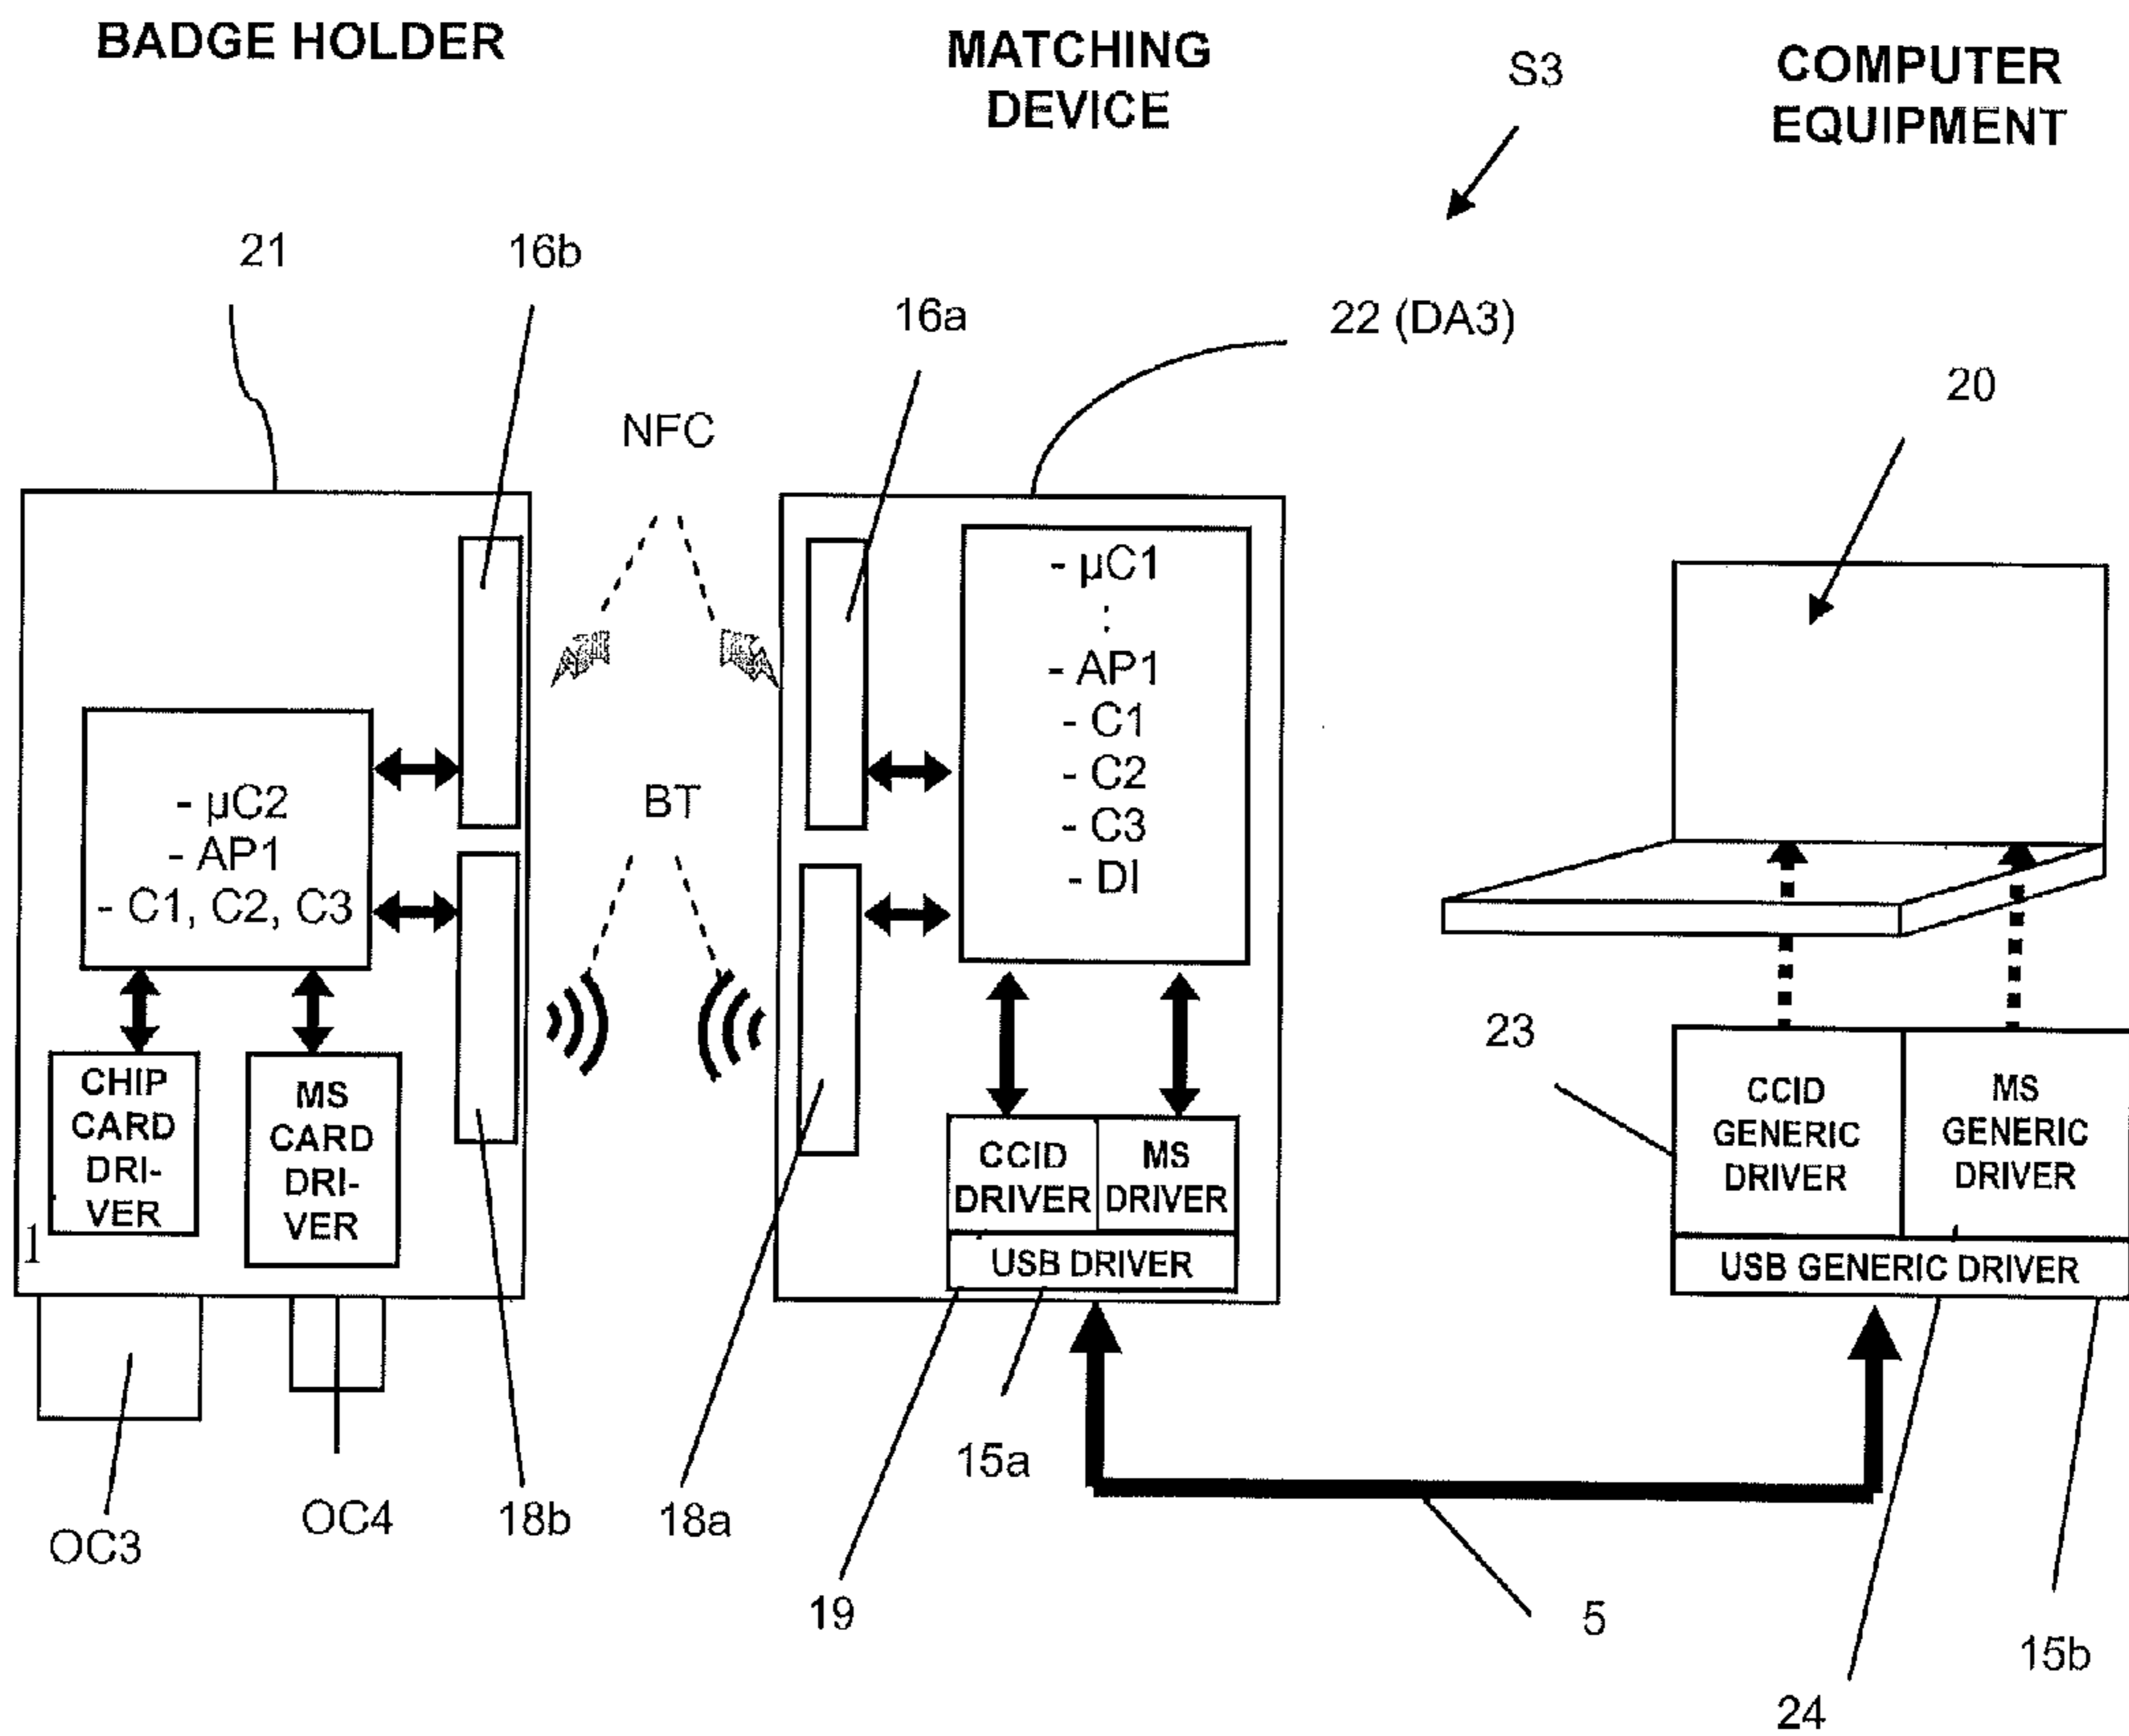 BADGE HOLDER
MATCHING
DEVICE
S3
COMPUTER
EQUIPMENT
21
16b
16a
22 (DA3)
20
NFC
BT
- µC2
- AP1
- C1, C2, C3
- µC1
:
- AP1
- C1
- C2
- C3
- DI
CHIP
CARD
DRI-
VER
MS
CARD
DRI-
VER
1
CCID
DRIVER
MS
DRIVER
USB DRIVER
23
CCID
GENERIC
DRIVER
MS
GENERIC
DRIVER
USB GENERIC DRIVER
OC3
OC4
18b
18a
15a
19
5
24
15b